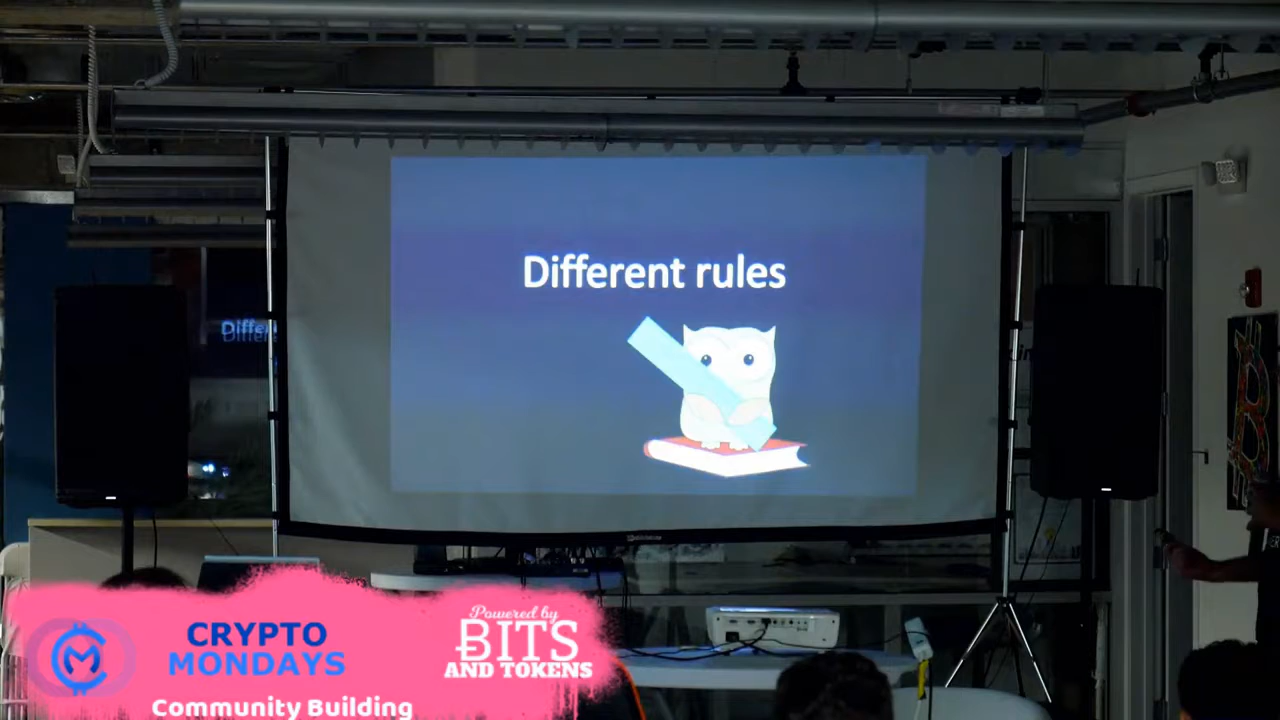 Different rules
Powered by
BITS
AND TOKENS
CRYPTO
MONDAYS
Community Building